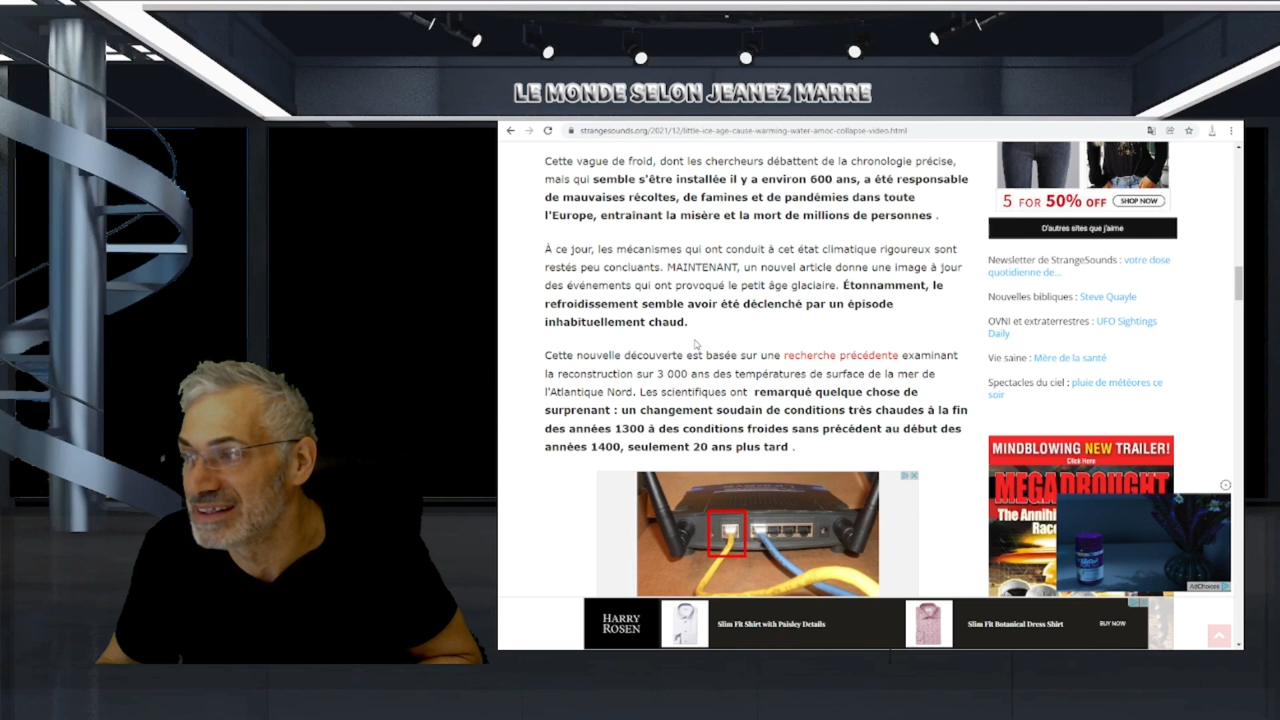 LE MONDE SELON JEANEZ MARRE
strangesounds.org/2021/12/little-ice-age-cause-warming-water-amoc-collapse-video.html
Cette vague de froid, dont les chercheurs débattent de la chronologie précise,
mais qui semble s'être installée il y a environ 600 ans, a été responsable
de mauvaises récoltes, de famines et de pandémies dans toute
l'Europe, entraînant la misère et la mort de millions de personnes .
À ce jour, les mécanismes qui ont conduit à cet état climatique rigoureux sont
restés peu concluants. MAINTENANT, un nouvel article donne une image à jour
des événements qui ont provoqué le petit âge glaciaire. Étonnamment, le
refroidissement semble avoir été déclenché par un épisode
inhabituellement chaud.
Cette nouvelle découverte est basée sur une recherche précédente examinant
la reconstruction sur 3 000 ans des températures de surface de la mer de
l'Atlantique Nord. Les scientifiques ont remarqué quelque chose de
surprenant : un changement soudain de conditions très chaudes à la fin
des années 1300 à des conditions froides sans précédent au début des
années 1400, seulement 20 ans plus tard .
5 FOR 50% OFF
SHOP NOW
D'autres sites que j'aime
Newsletter de StrangeSounds : votre dose
quotidienne de...
Nouvelles bibliques : Steve Quayle
OVNI et extraterrestres : UFO Sightings
Daily
Vie saine : Mère de la santé
Spectacles du ciel : pluie de météores ce
soir
MINDBLOWING NEW TRAILER!
Click Here
MEGADROUGHT
The Annihi
Race
AdChoices
HARRY
ROSEN
Slim Fit Shirt with Paisley Details
Slim Fit Botanical Dress Shirt
BUY NOW